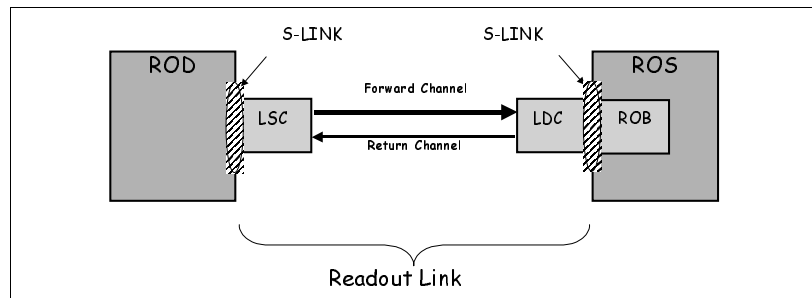 S-LINK
S-LINK
ROD
ROS
Forward Channel
LSC
LDC
ROB
Return Channel
Readout Link